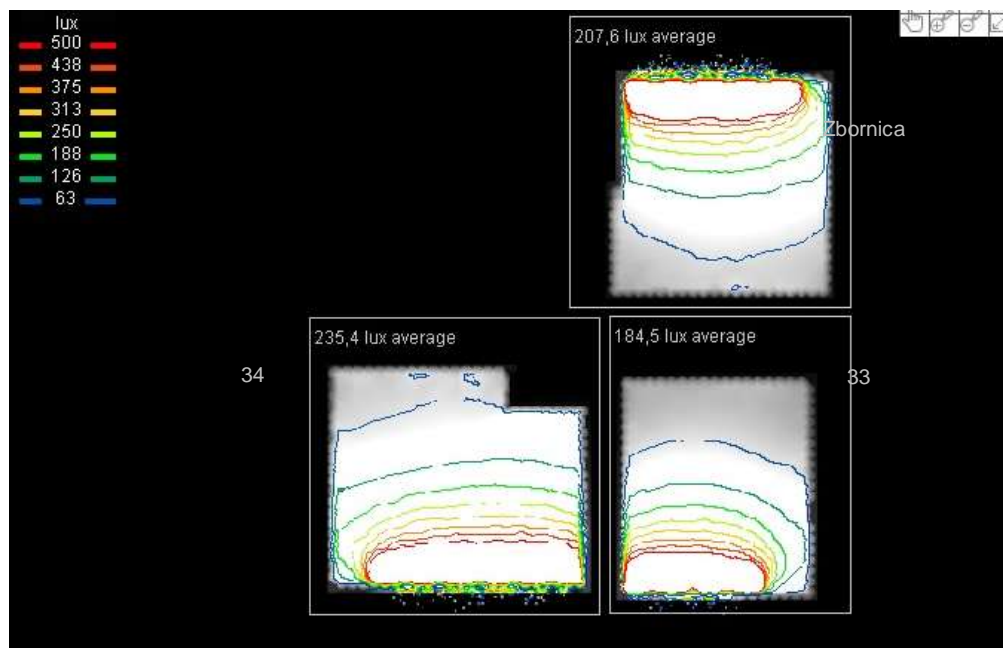 lux
500
438
375
313
250
188
126
63
207,6 lux average
Zbornica
235,4 lux average
184,5 lux average
34
33